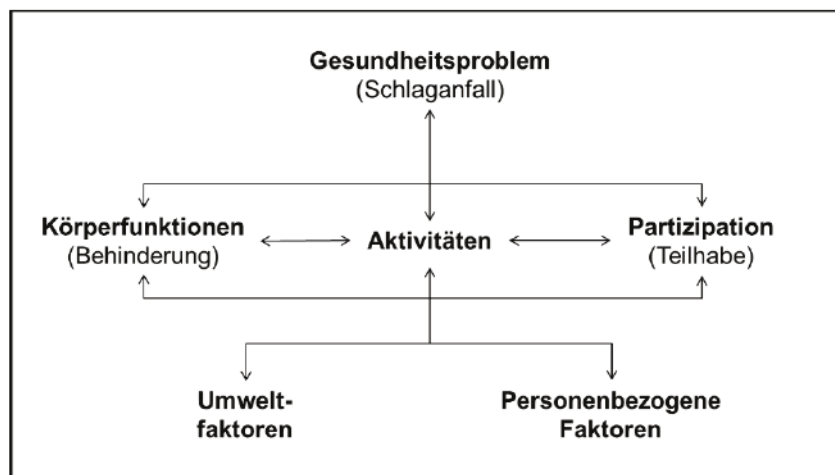 Gesundheitsproblem
(Schlaganfall)
Körperfunktionen
(Behinderung)
Aktivitäten
Partizipation
(Teilhabe)
Umwelt-
faktoren
Personenbezogene
Faktoren